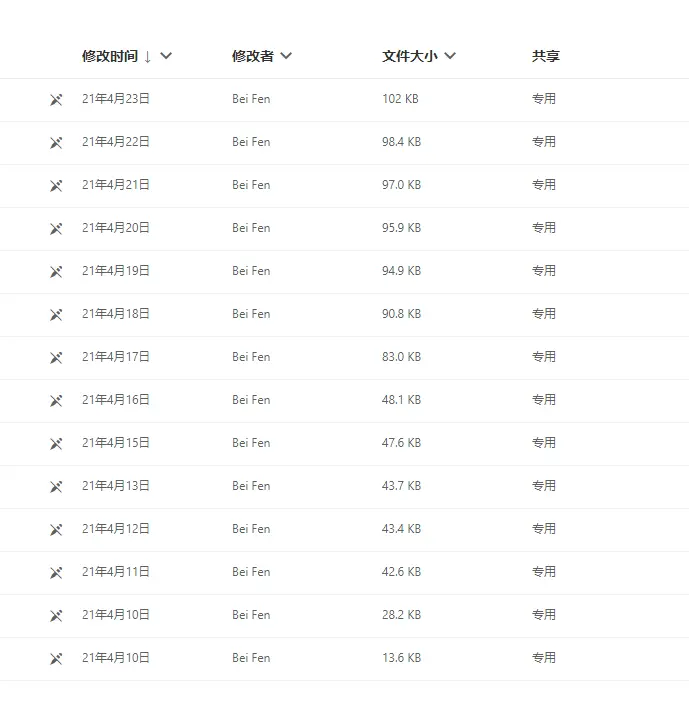 修改时间 ↓ 修改者 文件大小 共享
21年4月23日 Bei Fen 102 KB 专用
21年4月22日 Bei Fen 98.4 KB 专用
21年4月21日 Bei Fen 97.0 KB 专用
21年4月20日 Bei Fen 95.9 KB 专用
21年4月19日 Bei Fen 94.9 KB 专用
21年4月18日 Bei Fen 90.8 KB 专用
21年4月17日 Bei Fen 83.0 KB 专用
21年4月16日 Bei Fen 48.1 KB 专用
21年4月15日 Bei Fen 47.6 KB 专用
21年4月13日 Bei Fen 43.7 KB 专用
21年4月12日 Bei Fen 43.4 KB 专用
21年4月11日 Bei Fen 42.6 KB 专用
21年4月10日 Bei Fen 28.2 KB 专用
21年4月10日 Bei Fen 13.6 KB 专用